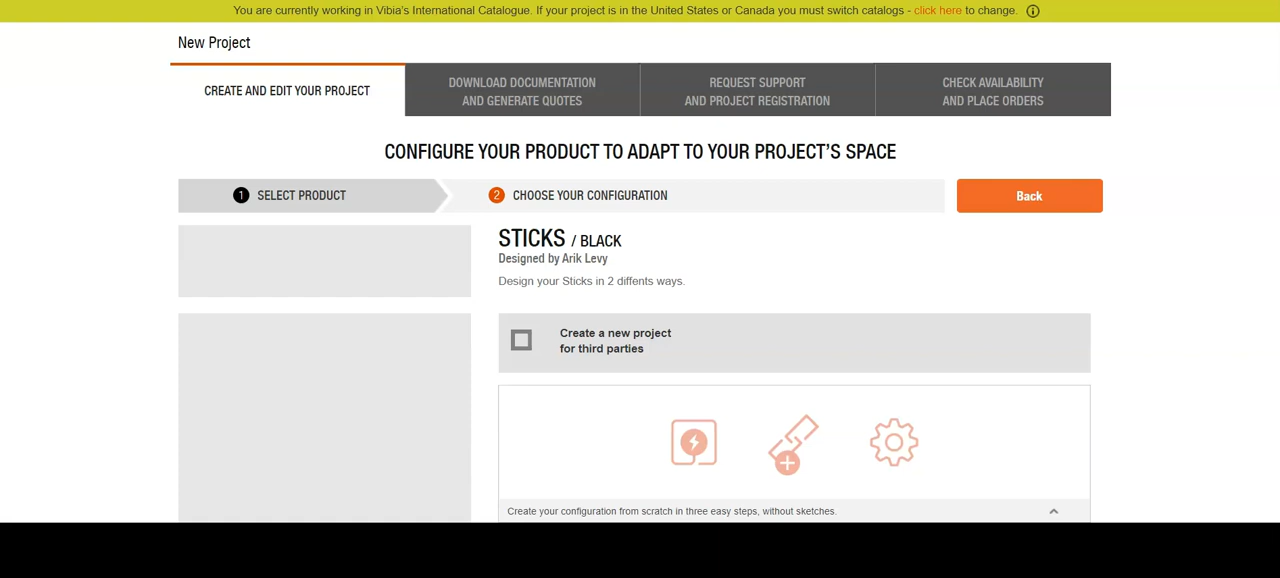 You are currently working in Vibia's International Catalogue. If your project is in the United States or Canada you must switch catalogs - click here to change.
New Project
CREATE AND EDIT YOUR PROJECT
DOWNLOAD DOCUMENTATION
AND GENERATE QUOTES
REQUEST SUPPORT
AND PROJECT REGISTRATION
CHECK AVAILABILITY
AND PLACE ORDERS
CONFIGURE YOUR PRODUCT TO ADAPT TO YOUR PROJECT'S SPACE
1 SELECT PRODUCT
2 CHOOSE YOUR CONFIGURATION
Back
STICKS / BLACK
Designed by Arik Levy
Design your Sticks in 2 diffents ways.
Create a new project
for third parties
Create your configuration from scratch in three easy steps, without sketches.